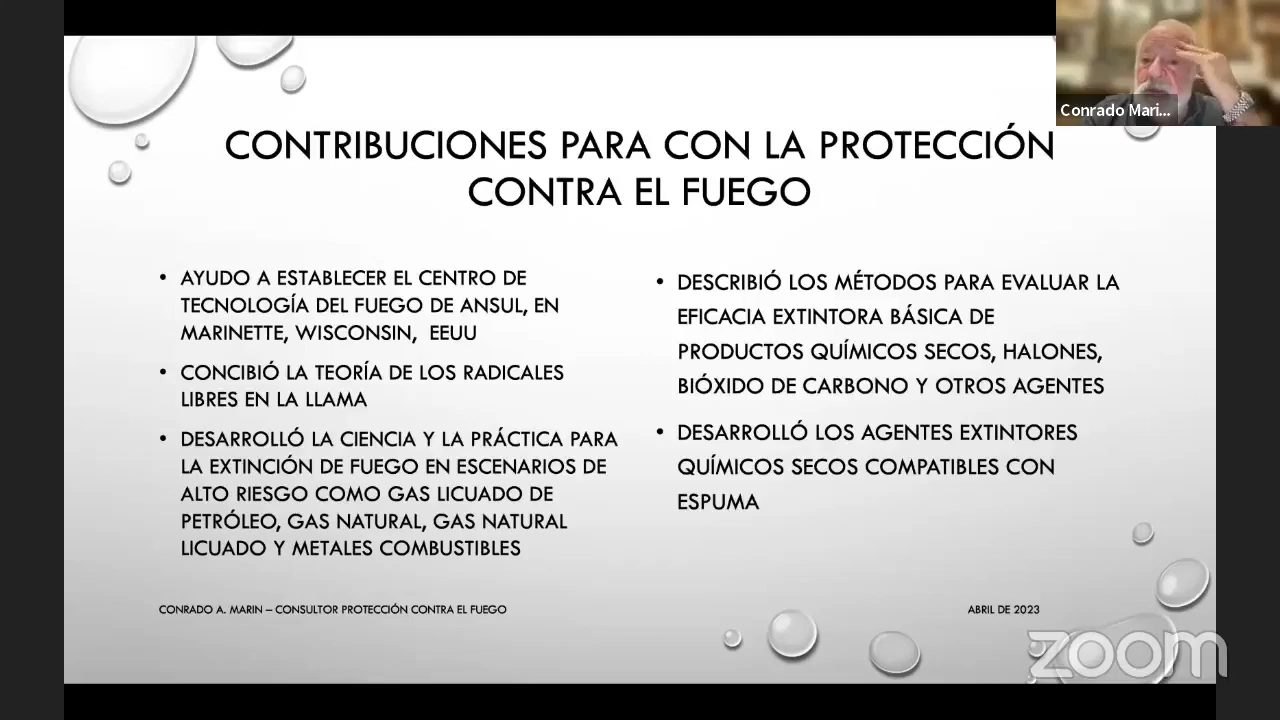 Conrado Mari...
CONTRIBUCIONES PARA CON LA PROTECCIÓN
CONTRA EL FUEGO
• AYUDO A ESTABLECER EL CENTRO DE
TECNOLOGÍA DEL FUEGO DE ANSUL, EN
MARINETTE, WISCONSIN, EEUU
• CONCIBIÓ LA TEORÍA DE LOS RADICALES
LIBRES EN LA LLAMA
• DESARROLLÓ LA CIENCIA Y LA PRÁCTICA PARA
LA EXTINCIÓN DE FUEGO EN ESCENARIOS DE
ALTO RIESGO COMO GAS LICUADO DE
PETRÓLEO, GAS NATURAL, GAS NATURAL
LICUADO Y METALES COMBUSTIBLES
• DESCRIBIÓ LOS MÉTODOS PARA EVALUAR LA
EFICACIA EXTINTORA BÁSICA DE
PRODUCTOS QUÍMICOS SECOS, HALONES,
BIÓXIDO DE CARBONO Y OTROS AGENTES
• DESARROLLÓ LOS AGENTES EXTINTORES
QUÍMICOS SECOS COMPATIBLES CON
ESPUMA
CONRADO A. MARIN – CONSULTOR PROTECCIÓN CONTRA EL FUEGO
ABRIL DE 2023
zoom